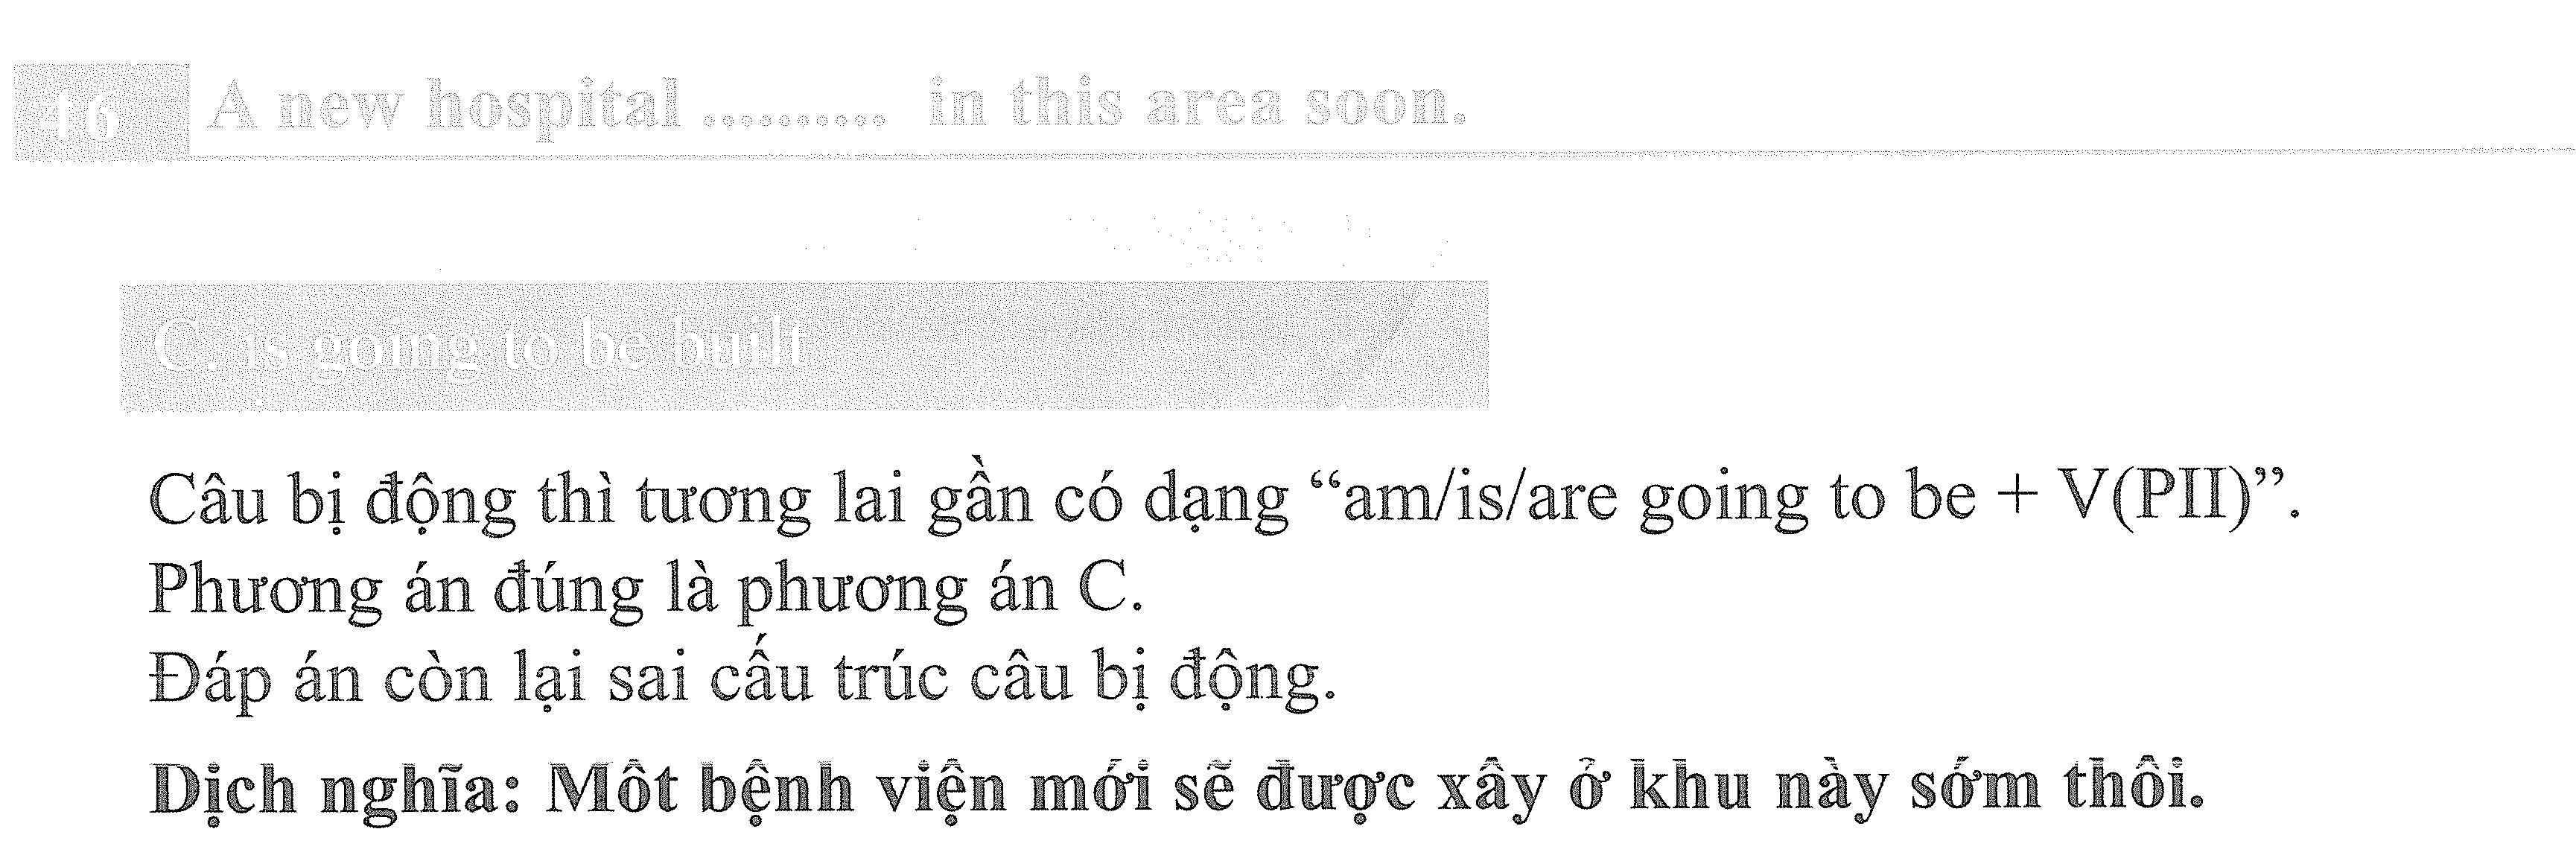 46 A new hospital .......... in this area soon.
C. is going to be built
Câu bị động thì tương lai gần có dạng “am/is/are going to be + V(PII)”.
Phương án đúng là phương án C.
Đáp án còn lại sai cấu trúc câu bị động.
Dịch nghĩa: Một bệnh viện mới sẽ được xây ở khu này sớm thôi.